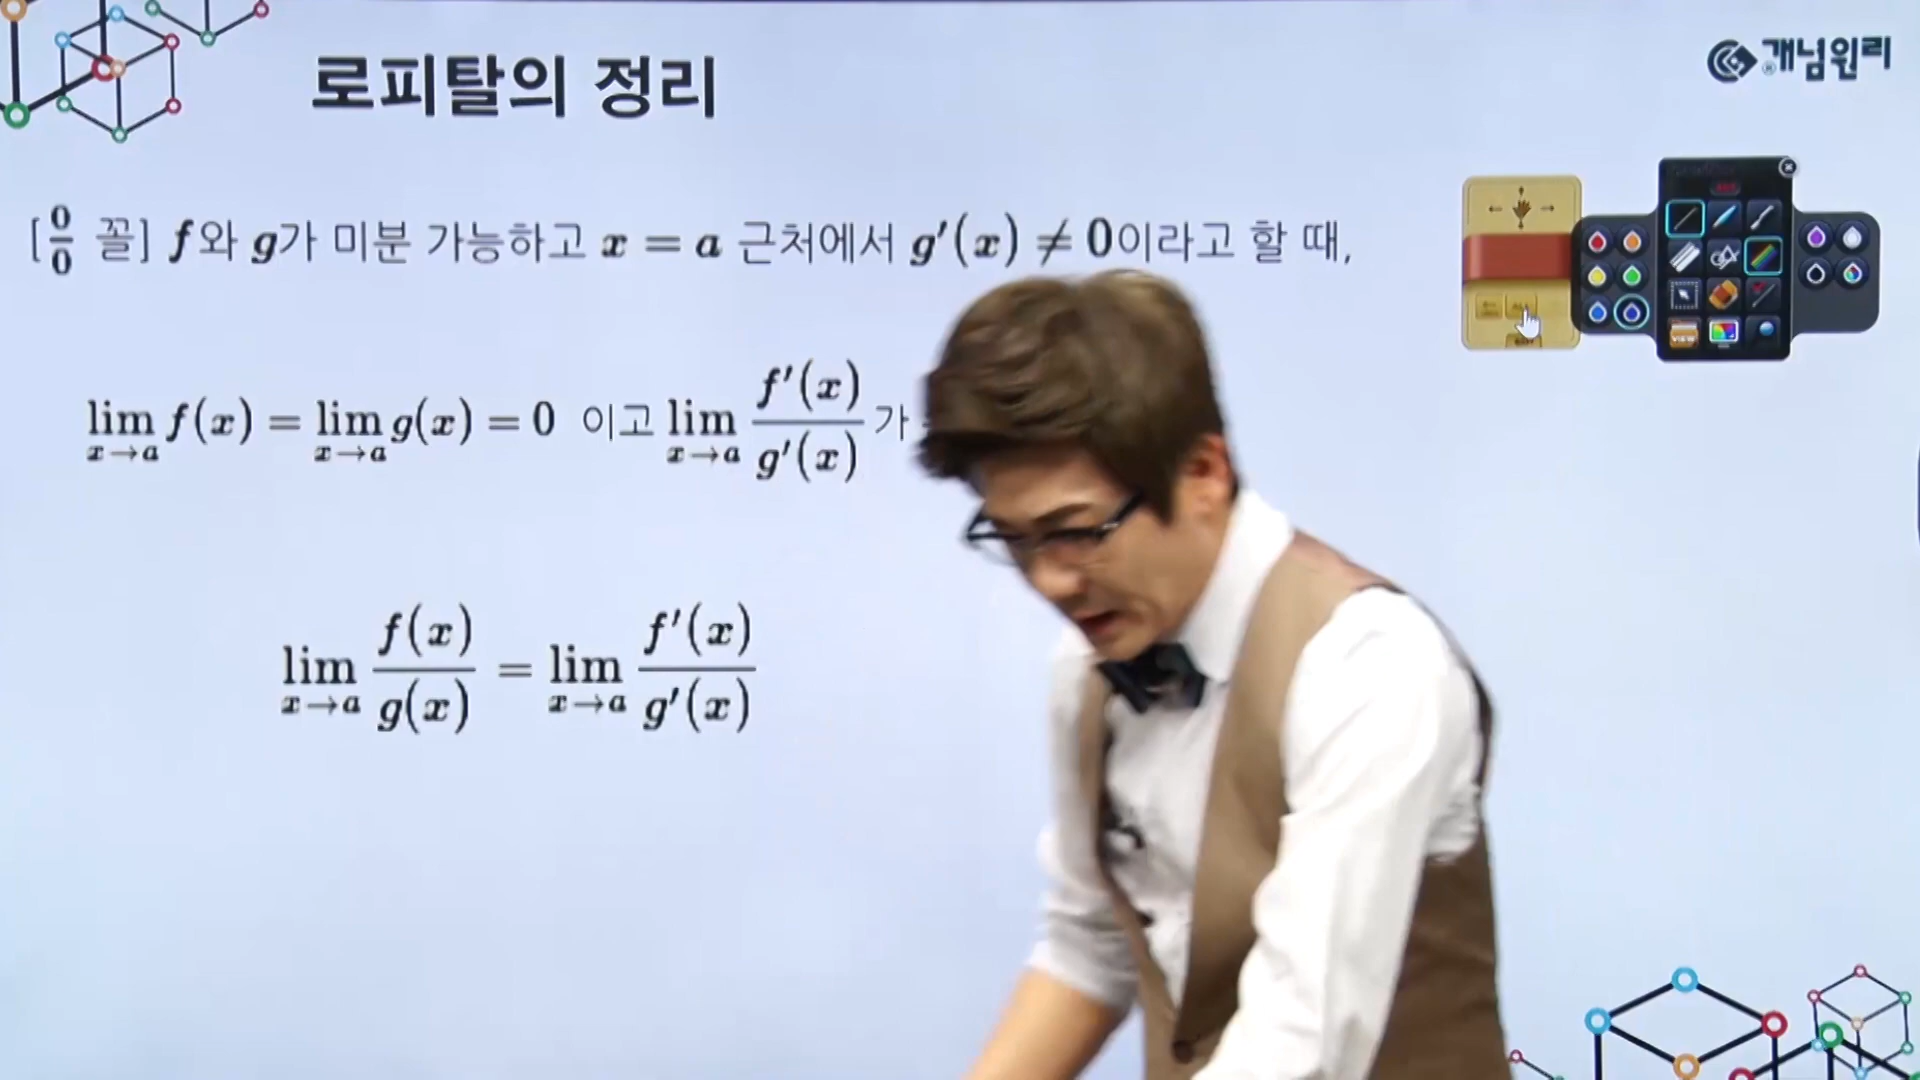 로피탈의 정리
개념원리
[0/0 꼴] f와 g가 미분 가능하고 x = a 근처에서 g′(x) ≠ 0이라고 할 때,
lim_{x→a} f(x) = lim_{x→a} g(x) = 0 이고 lim_{x→a} f′(x)/g′(x) 가
lim_{x→a} f(x)/g(x) = lim_{x→a} f′(x)/g′(x)
VIEW